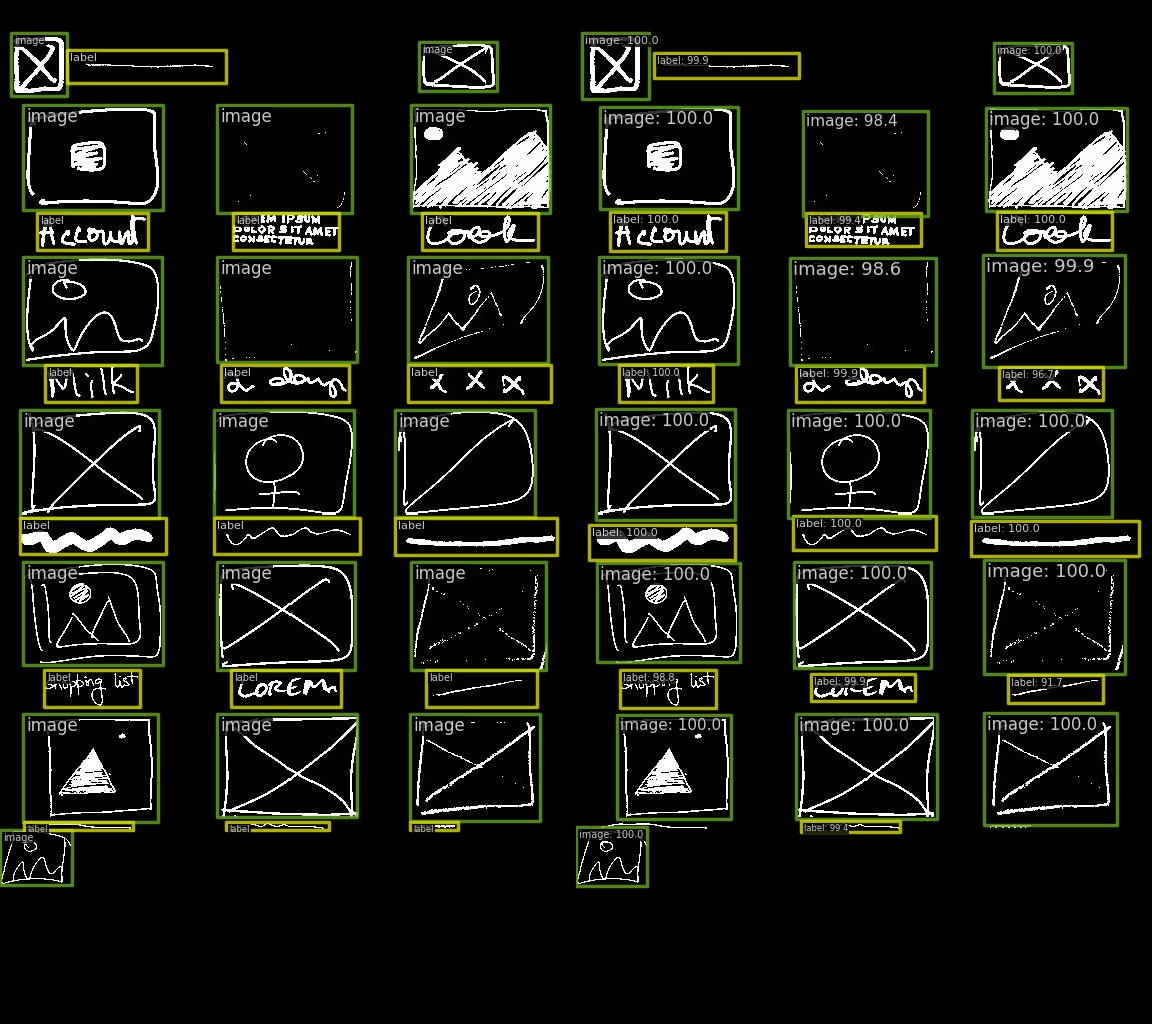 image
label
image
image
image
image
label
Account
label
EM IPSUM
DOLOR SIT AMET
CONSECTETUR
label
image
image
image
label
Milk
label
label
x x x
image
image
image
label
label
label
image
image
image
label
Shopping list
label
LOREM
label
image
image
image
label
label
label
image
image: 100.0
label: 99.9
image: 100.0
image: 100.0
image: 98.4
image: 100.0
label: 100.0
Account
label: 99.4
PSUM
DOLOR SIT AMET
CONSECTETUR
label: 100.0
image: 100.0
image: 98.6
image: 99.9
label: 100.0
Milk
label: 99.9
label: 96.7
x x x
image: 100.0
image: 100.0
image: 100.0
label: 100.0
label: 100.0
label: 100.0
image: 100.0
image: 100.0
image: 100.0
label: 98.8
Shopping list
label: 99.9
LOREM
label: 91.7
image: 100.0
image: 100.0
image: 100.0
label: 99.4
image: 100.0